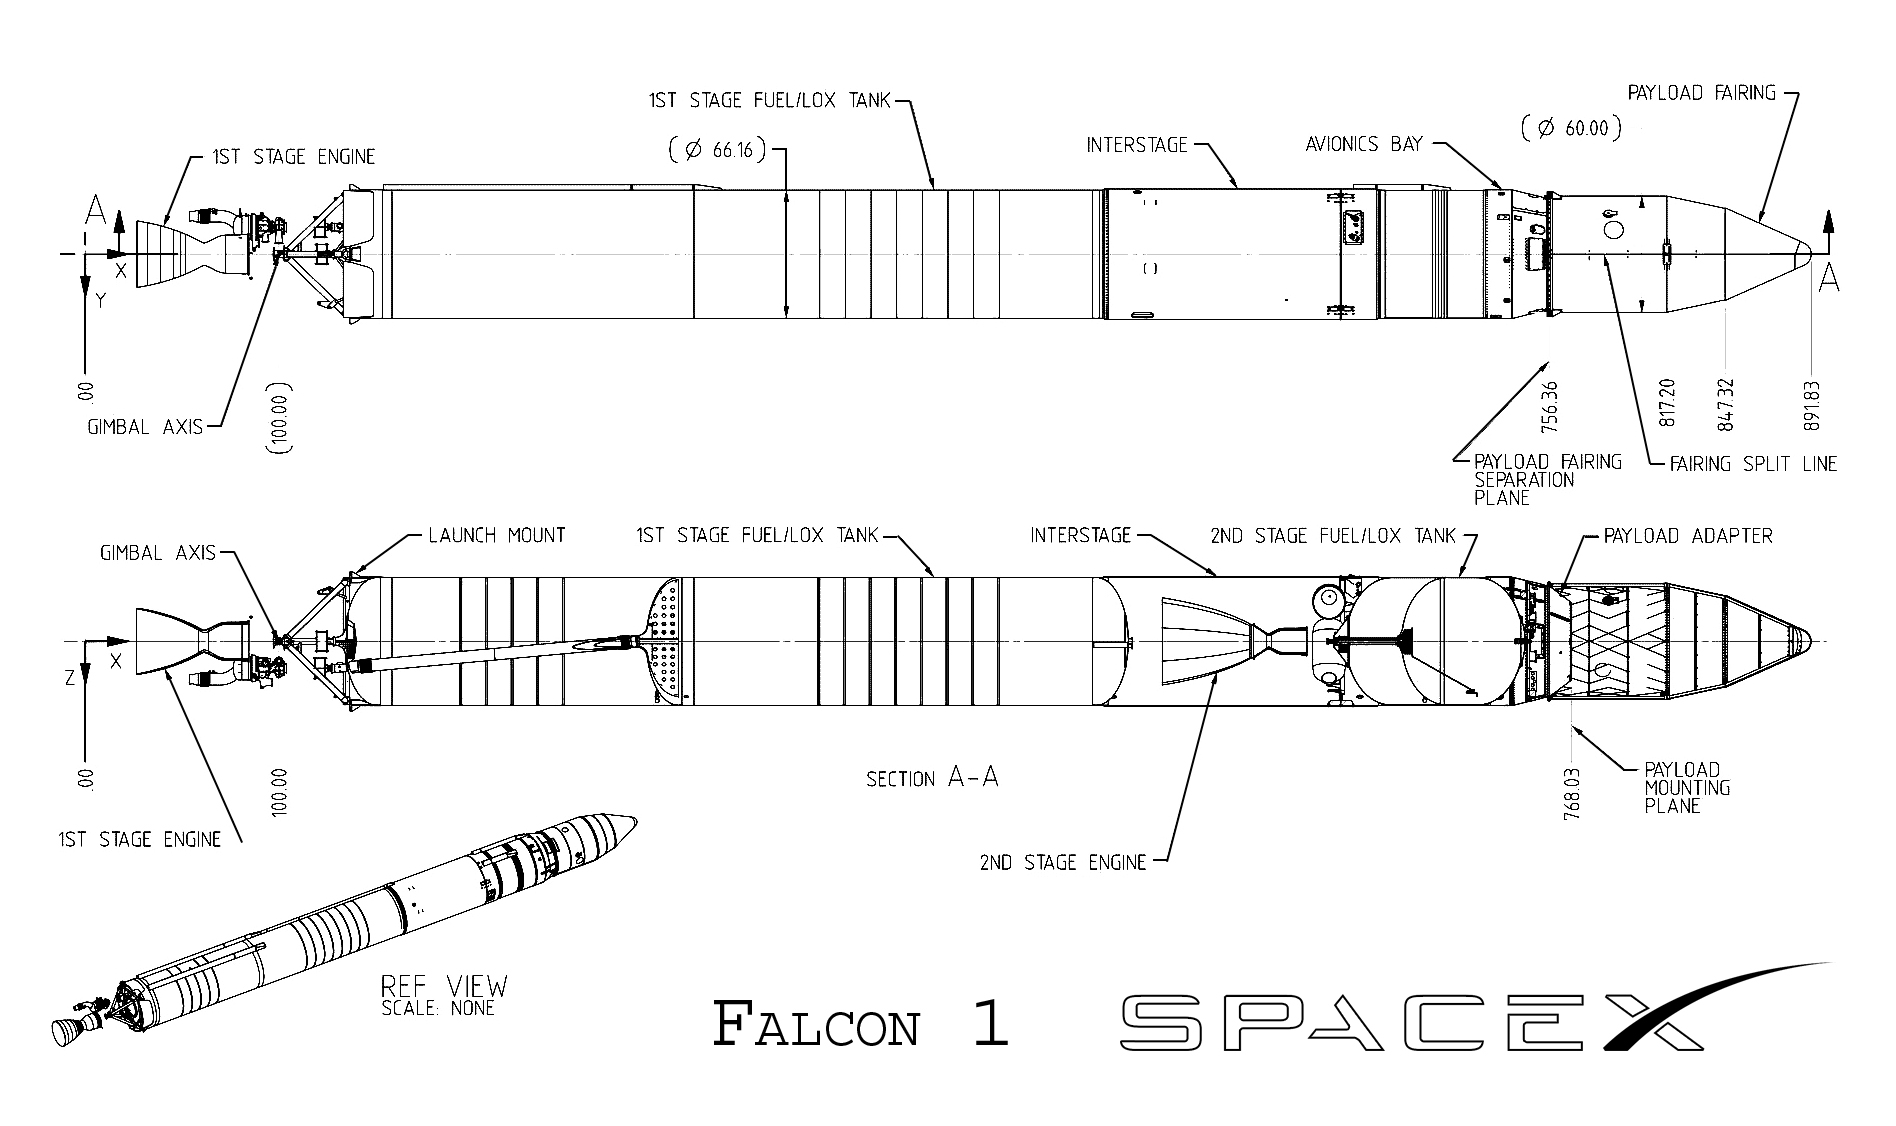 1ST STAGE FUEL/LOX TANK
PAYLOAD FAIRING
(Ø 60.00)
(Ø 66.16)
INTERSTAGE
AVIONICS BAY
1ST STAGE ENGINE
A
X
Y
A
.00
GIMBAL AXIS
(100.00)
756.36
817.20
847.32
891.83
PAYLOAD FAIRING
SEPARATION
PLANE
FAIRING SPLIT LINE
GIMBAL AXIS
LAUNCH MOUNT
1ST STAGE FUEL/LOX TANK
INTERSTAGE
2ND STAGE FUEL/LOX TANK
PAYLOAD ADAPTER
X
Z
.00
100.00
SECTION A-A
768.03
PAYLOAD
MOUNTING
PLANE
1ST STAGE ENGINE
2ND STAGE ENGINE
REF VIEW
SCALE: NONE
FALCON 1
SPACEX